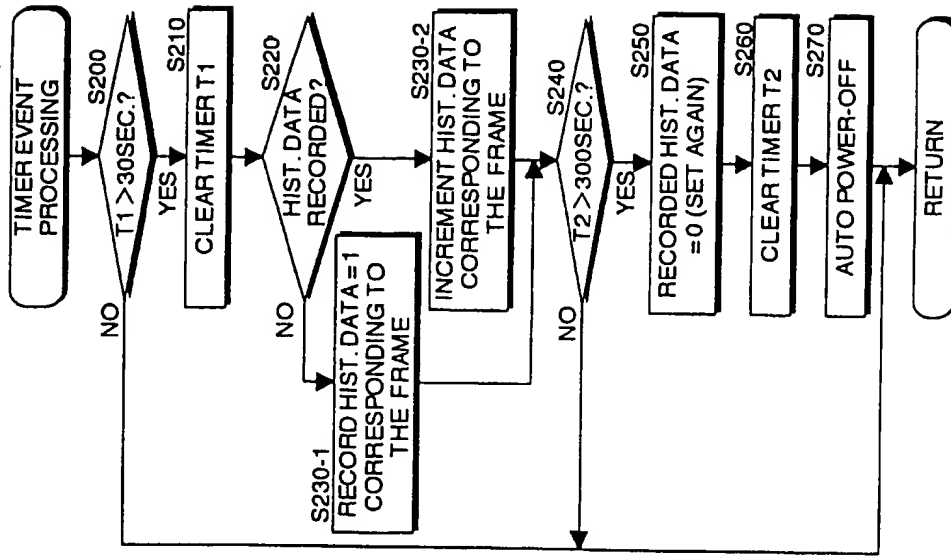 TIMER EVENT
PROCESSING
S200
T1 >30SEC.?
NO
YES
S210
CLEAR TIMER T1
S220
HIST. DATA
RECORDED?
NO
YES
S230-1
RECORD HIST. DATA=1
CORRESPONDING TO
THE FRAME
S230-2
INCREMENT HIST. DATA
CORRESPONDING TO
THE FRAME
S240
T2 >300SEC.?
NO
YES
S250
RECORDED HIST. DATA
=0 (SET AGAIN)
S260
CLEAR TIMER T2
S270
AUTO POWER-OFF
RETURN